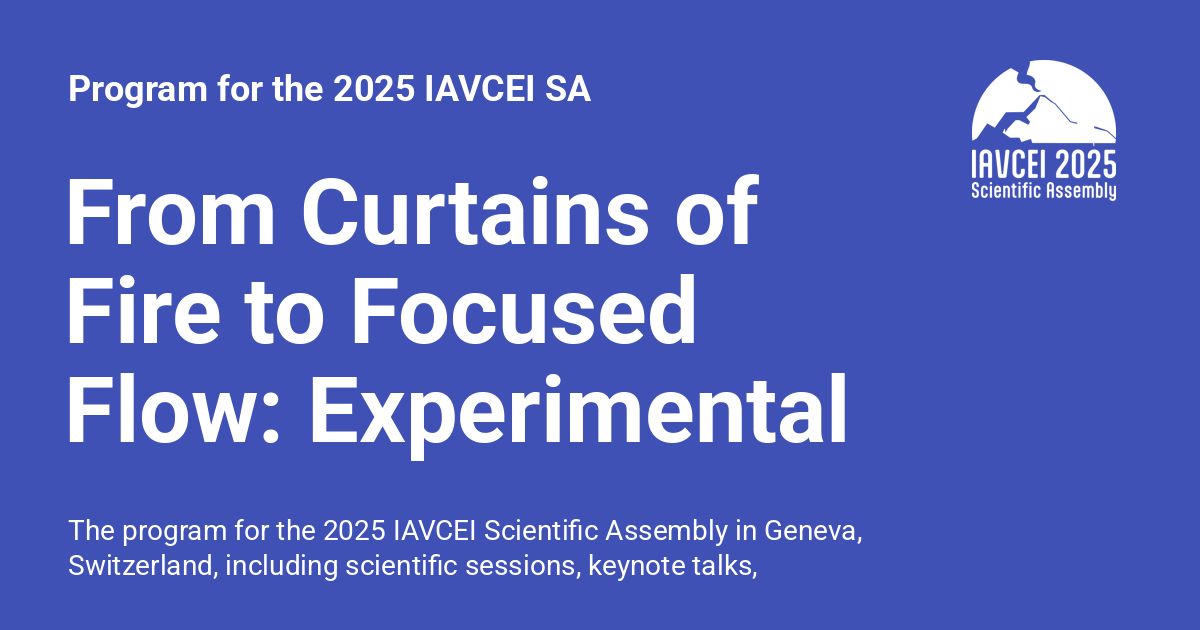 Program for the 2025 IAVCEI SA
IAVCEI 2025
Scientific Assembly
From Curtains of
Fire to Focused
Flow: Experimental
The program for the 2025 IAVCEI Scientific Assembly in Geneva,
Switzerland, including scientific sessions, keynote talks,